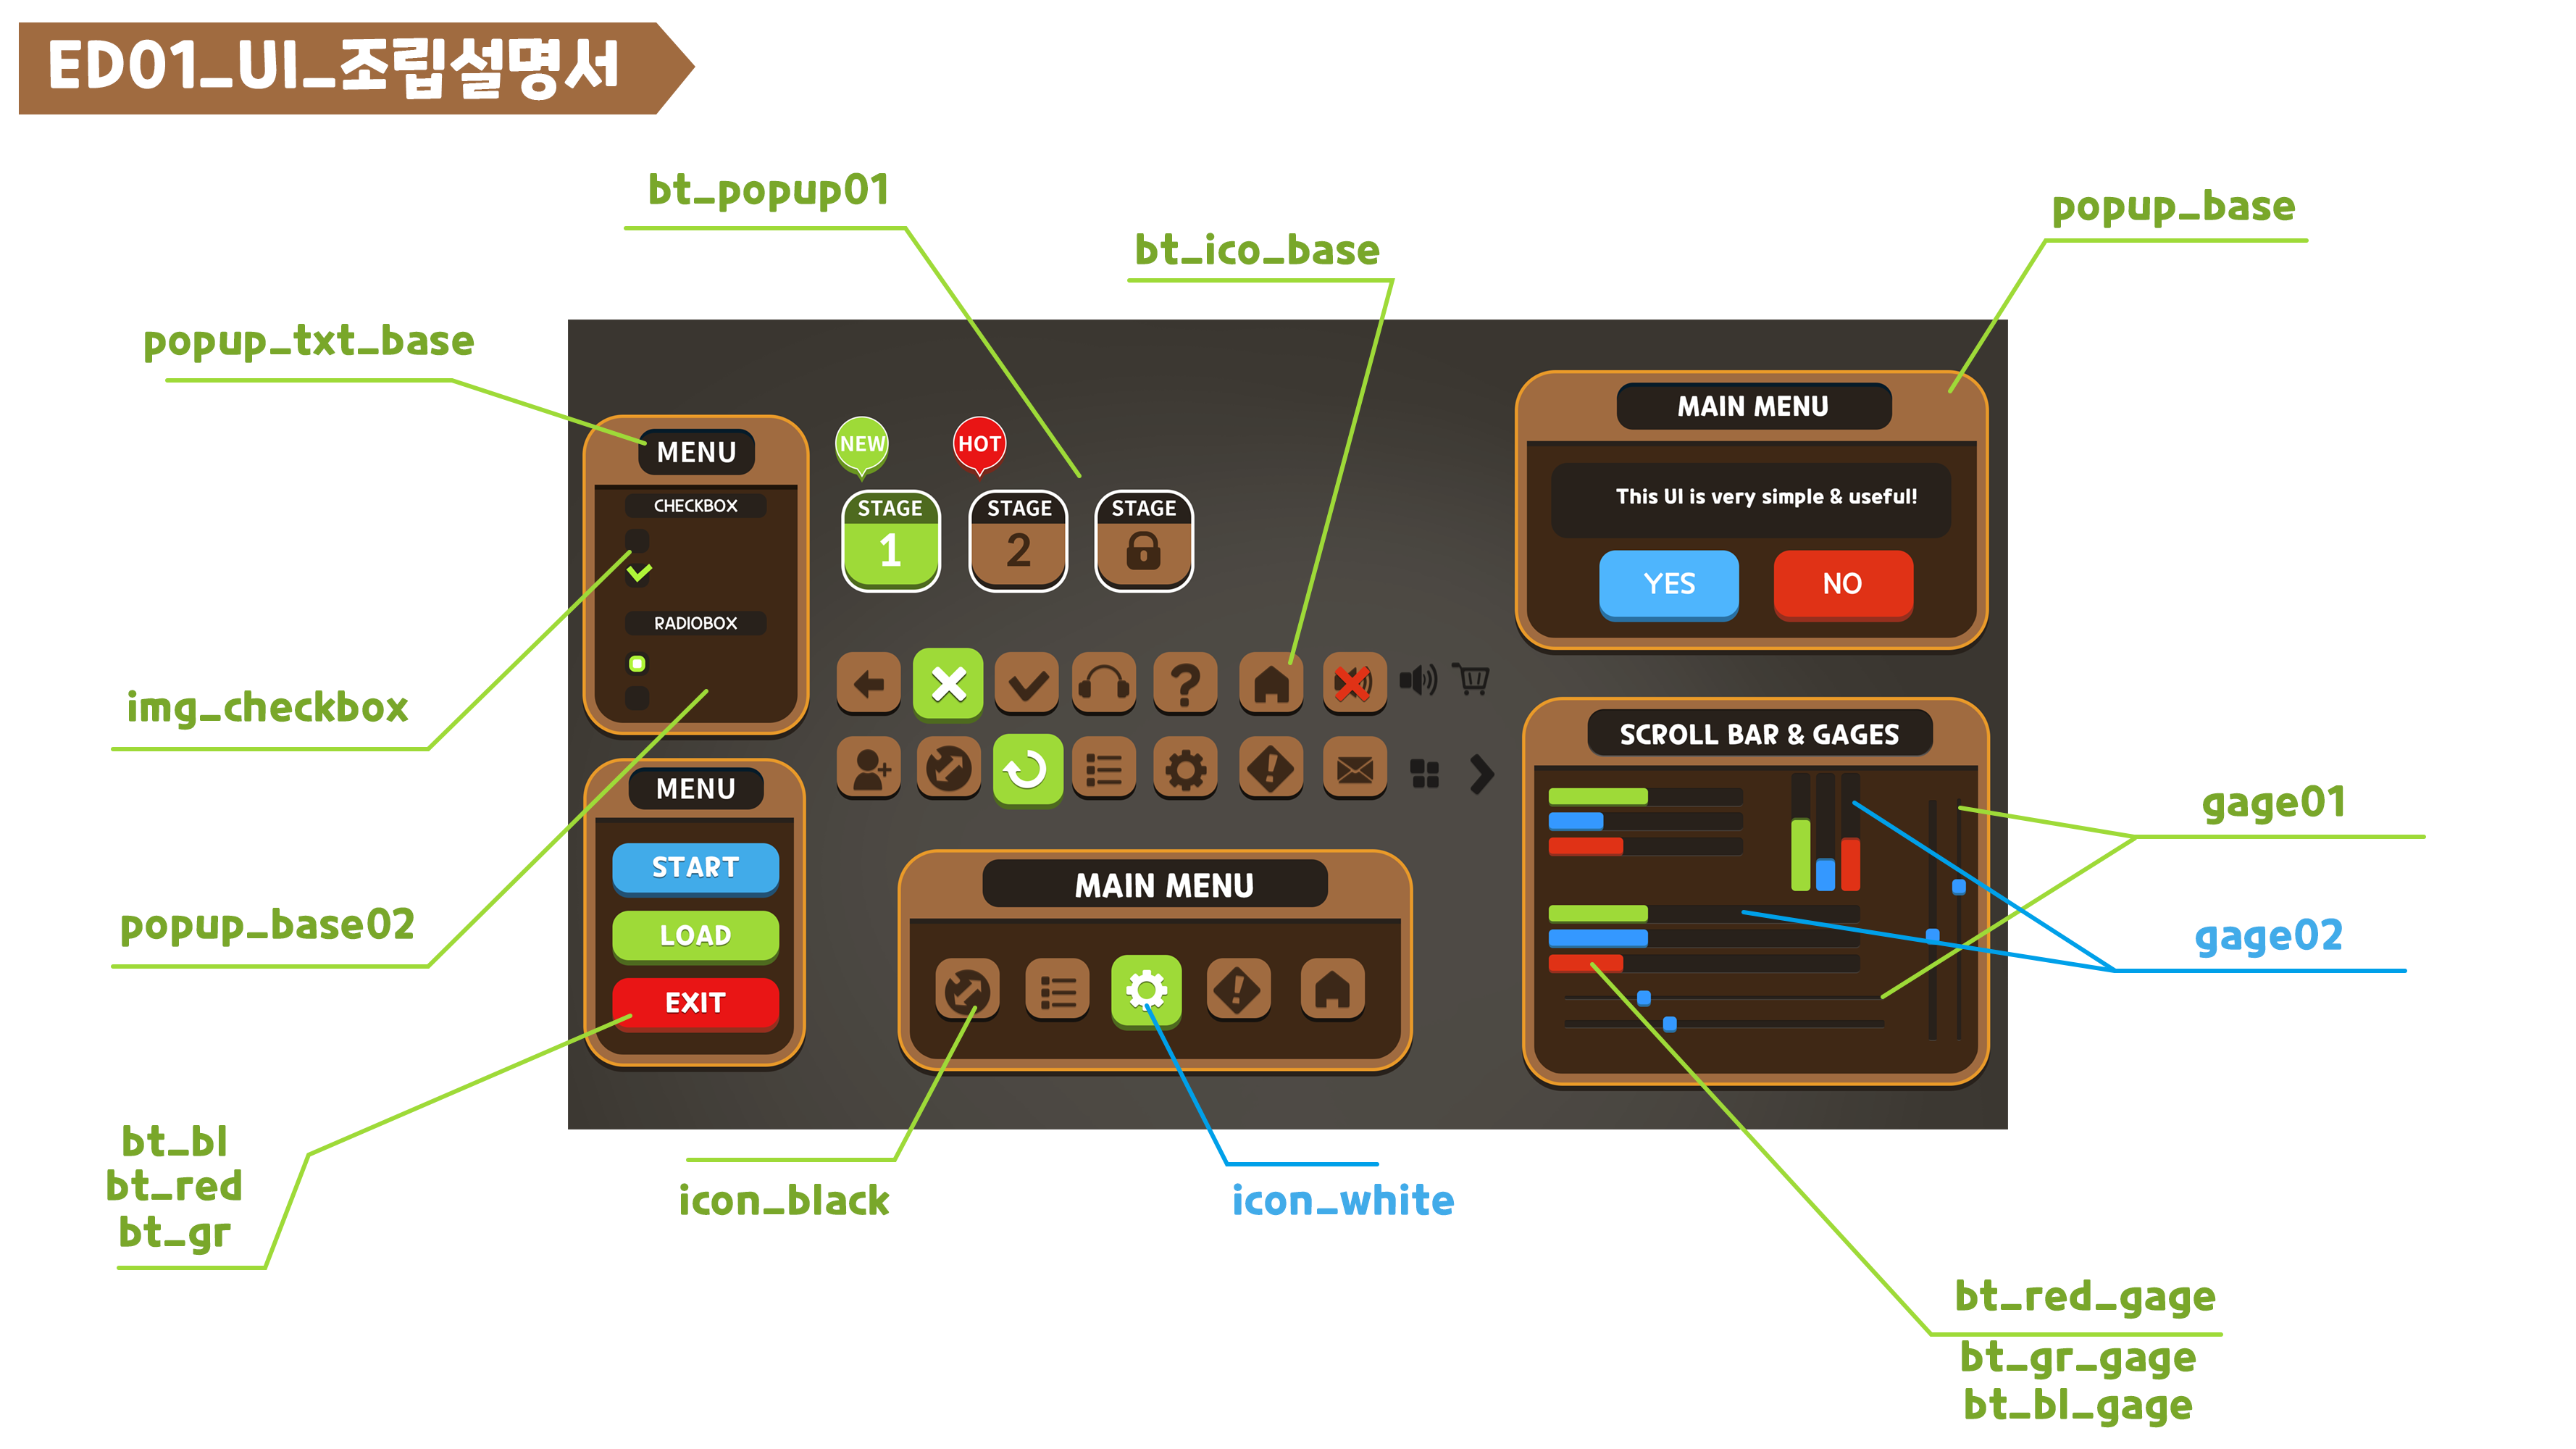 ED01_UI_조립설명서
bt_popup01
popup_base
bt_ico_base
popup_txt_base
MENU
CHECKBOX
RADIOBOX
NEW
HOT
STAGE
1
STAGE
2
STAGE
MAIN MENU
This UI is very simple & useful!
YES
NO
img_checkbox
popup_base02
MENU
START
LOAD
EXIT
MAIN MENU
SCROLL BAR & GAGES
gage01
gage02
bt_bl
bt_red
bt_gr
icon_black
icon_white
bt_red_gage
bt_gr_gage
bt_bl_gage